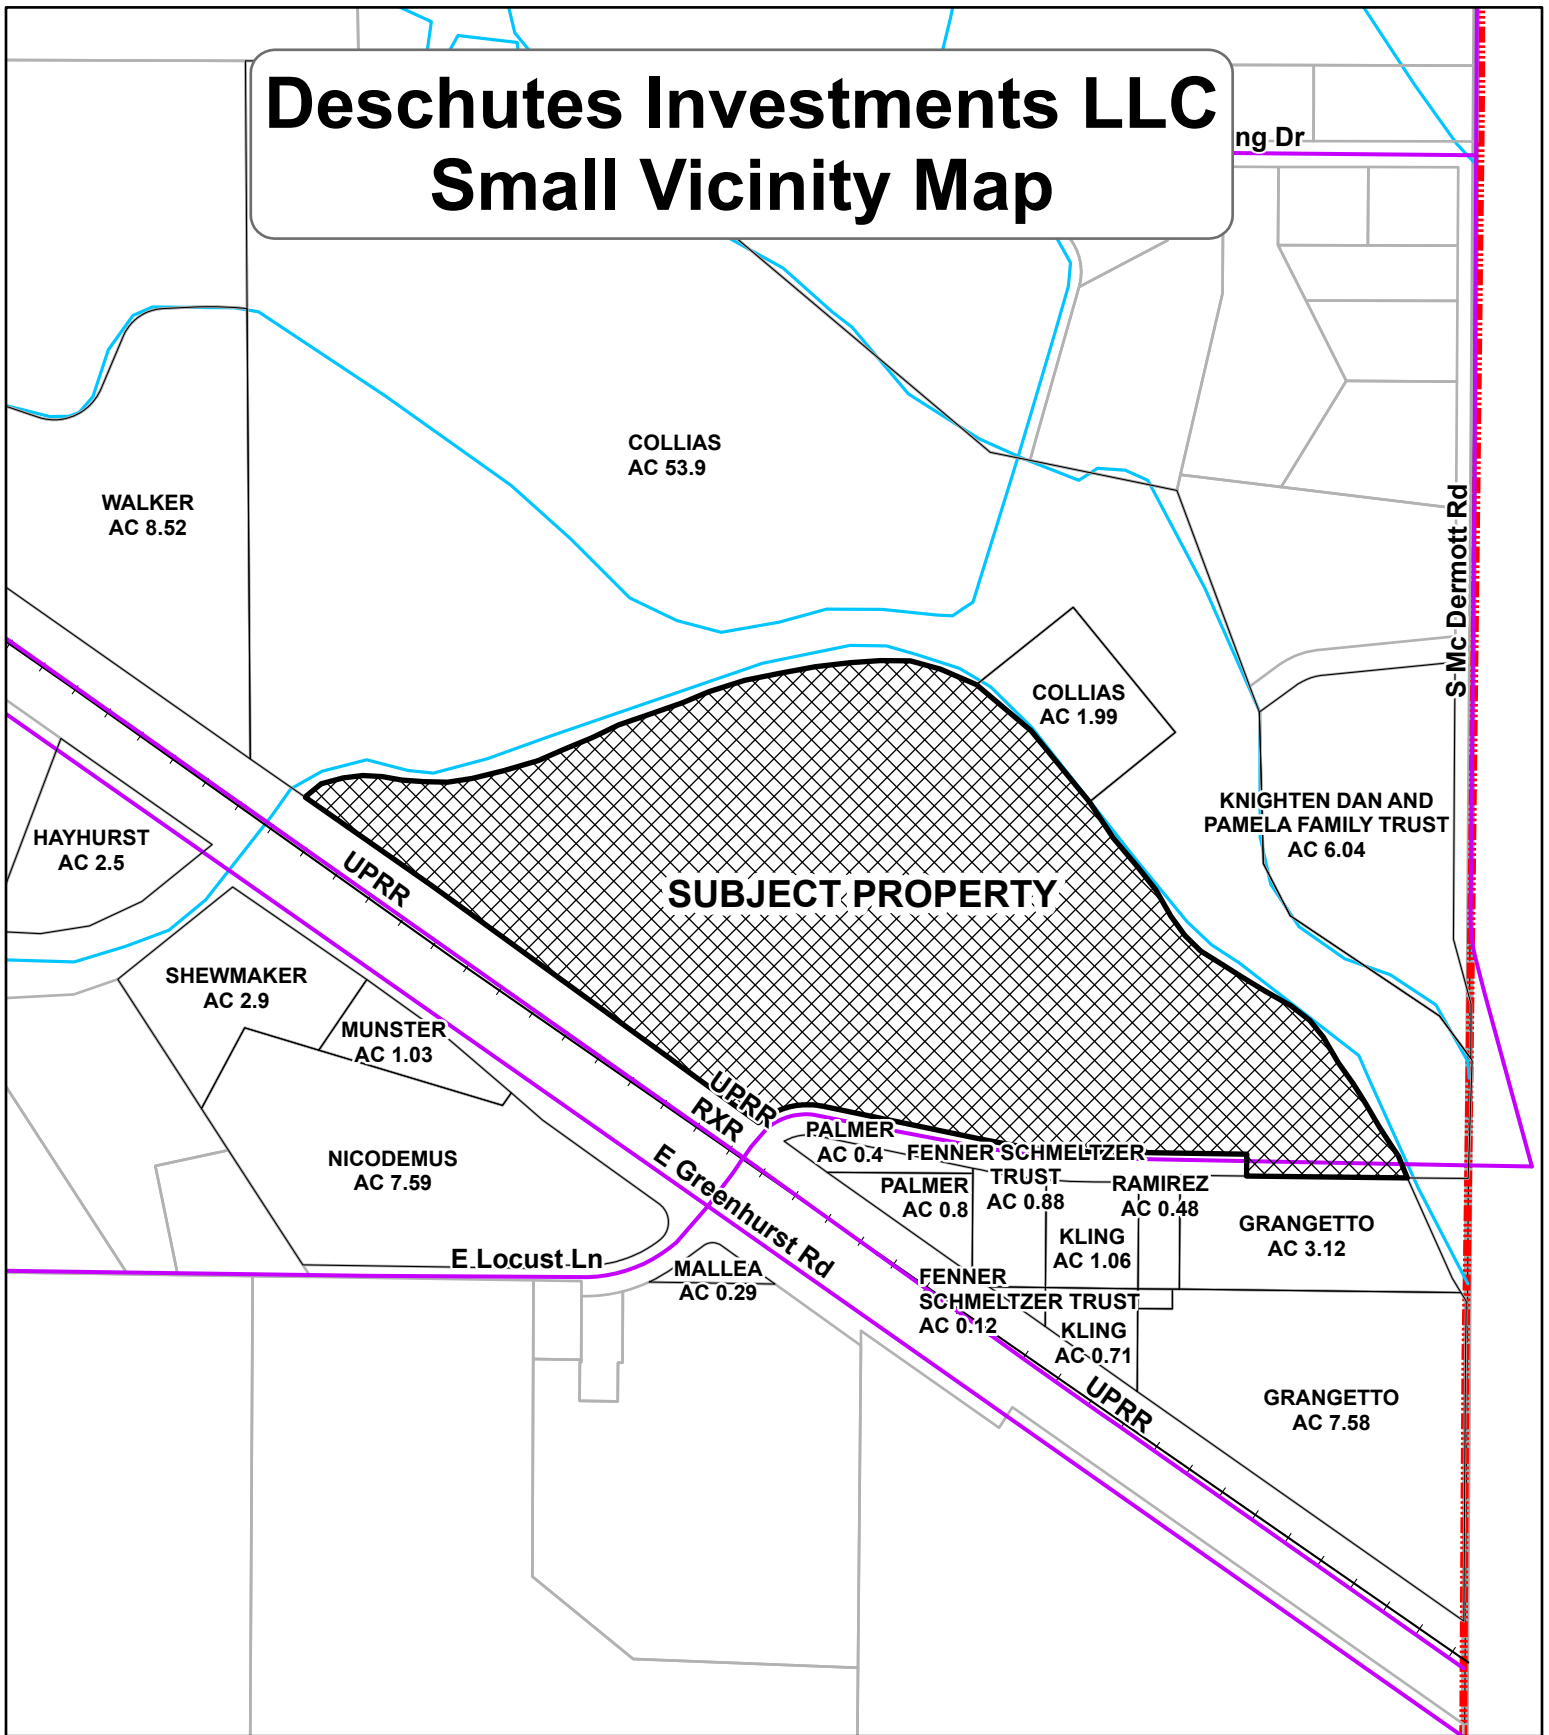 Deschutes Investments LLC
Small Vicinity Map
ng Dr
COLLIAS
AC 53.9
WALKER
AC 8.52
S Mc Dermott Rd
COLLIAS
AC 1.99
KNIGHTEN DAN AND
PAMELA FAMILY TRUST
AC 6.04
HAYHURST
AC 2.5
UPRR
SUBJECT PROPERTY
SHEWMAKER
AC 2.9
MUNSTER
AC 1.03
UPRR
RXR
PALMER
AC 0.4
FENNER SCHMELTZER
TRUST
AC 0.88
NICODEMUS
AC 7.59
E Greenhurst Rd
PALMER
AC 0.8
RAMIREZ
AC 0.48
GRANGETTO
AC 3.12
KLING
AC 1.06
E Locust Ln
MALLEA
AC 0.29
FENNER
SCHMELTZER TRUST
AC 0.12
KLING
AC 0.71
UPRR
GRANGETTO
AC 7.58